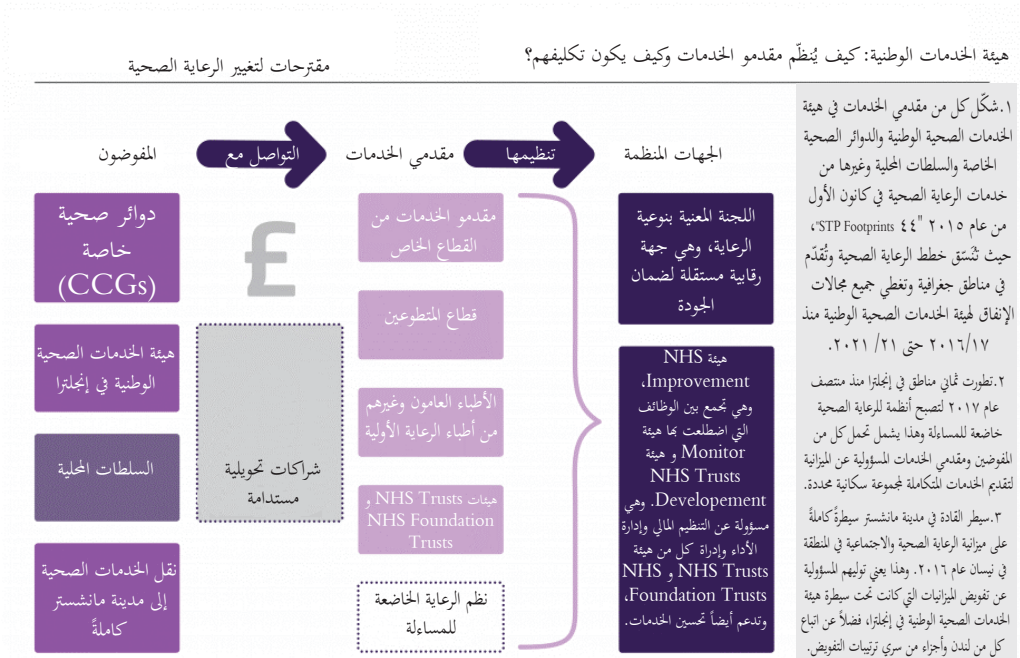 هيئة الخدمات الوطنية: كيف يُنظّم مقدمو الخدمات وكيف يكون تكليفهم؟
مقترحات لتغيير الرعاية الصحية
١.شكّل كل من مقدمي الخدمات في هيئة
الخدمات الصحية الوطنية والدوائر الصحية
الخاصة والسلطات المحلية وغيرها من
خدمات الرعاية الصحية في كانون الأول
من عام ٢٠١٥ "٤٤ STP Footprints"،
حيث تُنَسّق خطط الرعاية الصحية وتُقدّم
في مناطق جغرافية وتغطي جميع مجالات
الإنفاق لهيئة الخدمات الصحية الوطنية منذ
٢٠١٦/١٧ حتى ٢١/ ٢٠٢١.
٢.تطورت ثماني مناطق في إنجلترا منذ منتصف
عام ٢٠١٧ لتصبح أنظمة للرعاية الصحية
خاضعة للمساءلة وهذا يشمل تحمل كل من
المفوضين ومقدمي الخدمات المسؤولية عن الميزانية
لتقديم الخدمات المتكاملة لمجموعة سكانية محددة.
٣.سيطر القادة في مدينة مانشستر سيطرةً كاملةً
على ميزانية الرعاية الصحية والاجتماعية في المنطقة
في نيسان عام ٢٠١٦. وهذا يعني توليهم المسؤولية
عن تفويض الميزانيات التي كانت تحت سيطرة هيئة
الخدمات الصحية الوطنية في إنجلترا، فضلاً عن اتباع
كل من لندن وأجزاء من سري ترتيبات التفويض.
الجهات المنظمة
تنظيمها
مقدمي الخدمات
التواصل مع
المفوضون
اللجنة المعنية بنوعية
الرعاية، وهي جهة
رقابية مستقلة لضمان
الجودة
هيئة NHS
Improvement،
وهي تجمع بين الوظائف
التي اضطلعت بها هيئة
Monitor و هيئة
NHS Trusts
Developement. وهي
مسؤولة عن التنظيم المالي وإدارة
الأداء وإدراة كل من هيئة
NHS Trusts و NHS
Foundation Trusts،
وتدعم أيضاً تحسين الخدمات.
مقدمو الخدمات من
القطاع الخاص
قطاع المتطوعين
الأطباء العامون وغيرهم
من أطباء الرعاية الأولية
هيئات NHS Trusts و
NHS Foundation
Trusts
نظم الرعاية الخاضعة
للمساءلة
£
شراكات تحويلية
مستدامة
دوائر صحية
خاصة
(CCGs)
هيئة الخدمات الصحية
الوطنية في إنجلترا
السلطات المحلية
نقل الخدمات الصحية
إلى مدينة مانشستر
كاملةً